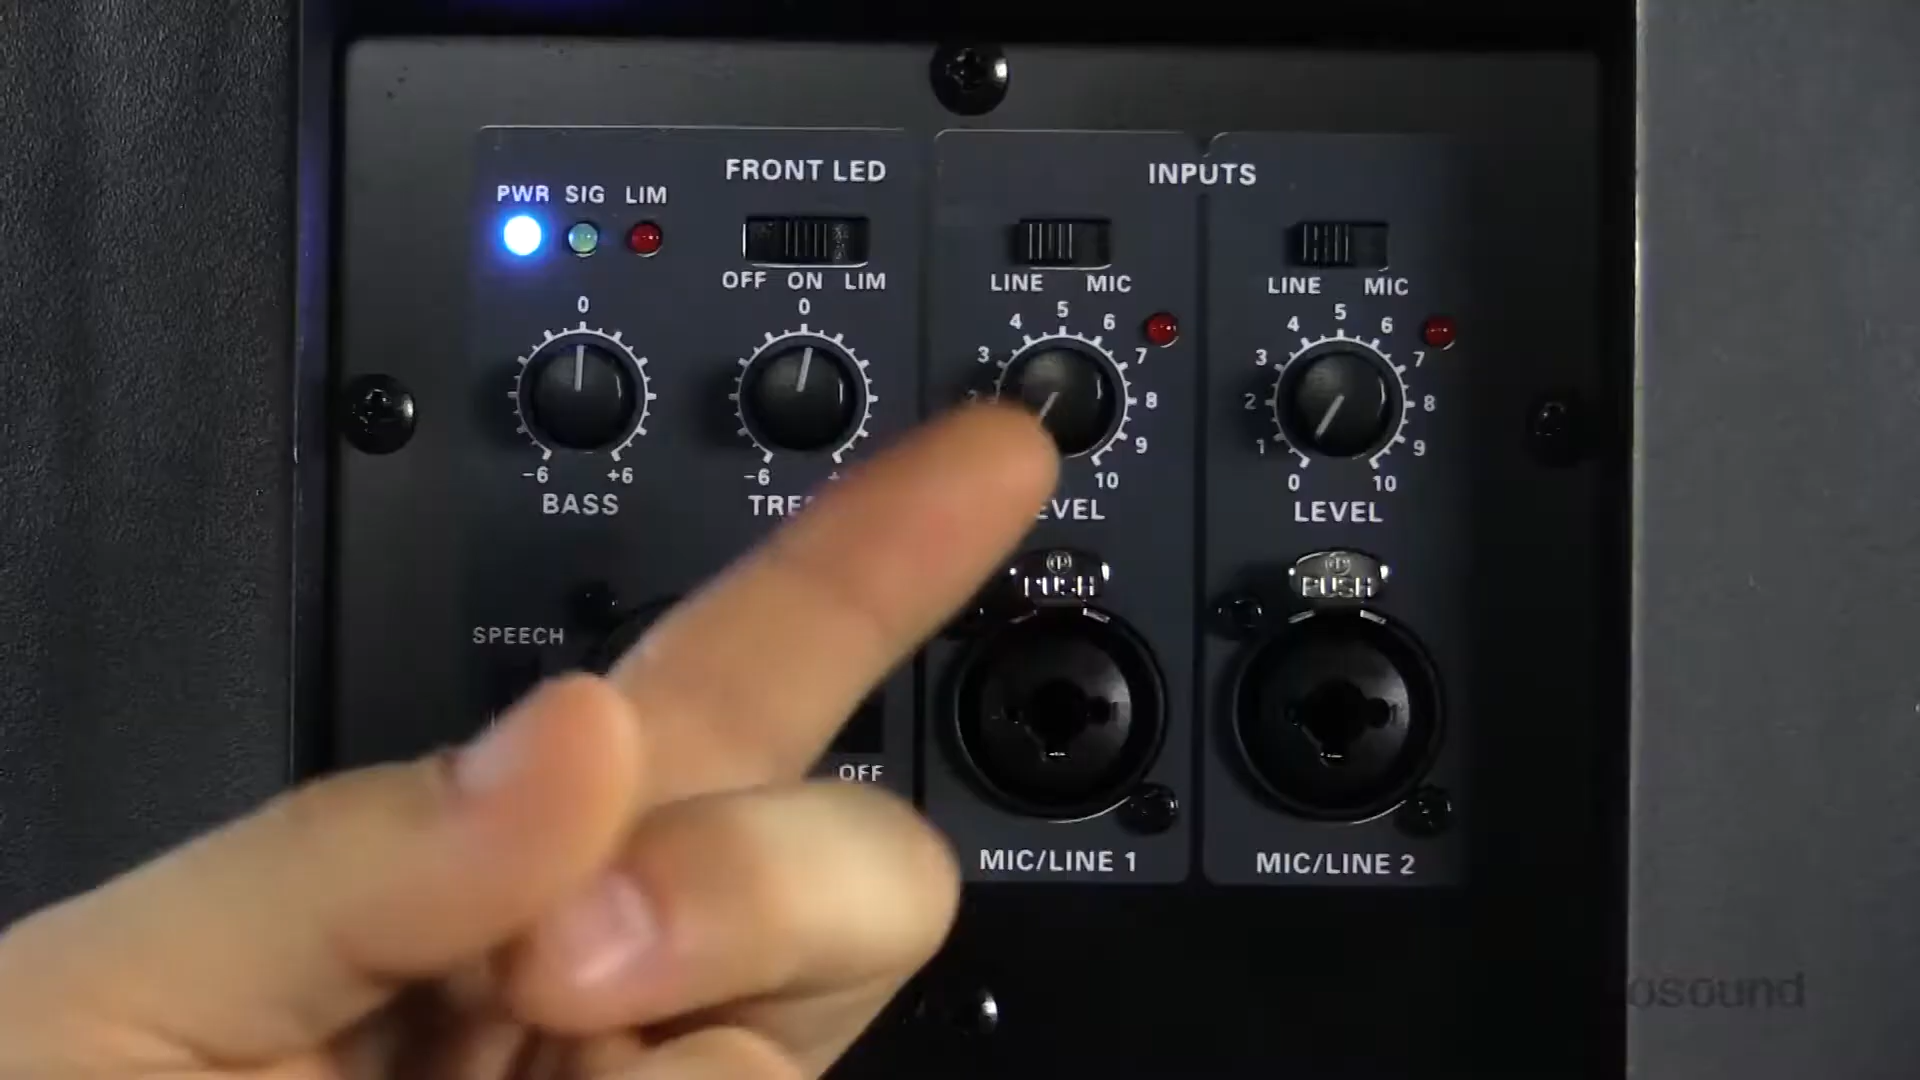 FRONT LED
INPUTS
PWR SIG LIM
OFF ON LIM
LINE MIC
LINE MIC
0
0
4 5 6
3 7
8
9
10
4 5 6
3 7
2 8
1 9
0 10
-6 +6
-6
BASS
LEVEL
PUSH
PUSH
SPEECH
OFF
MIC/LINE 1
MIC/LINE 2
osound